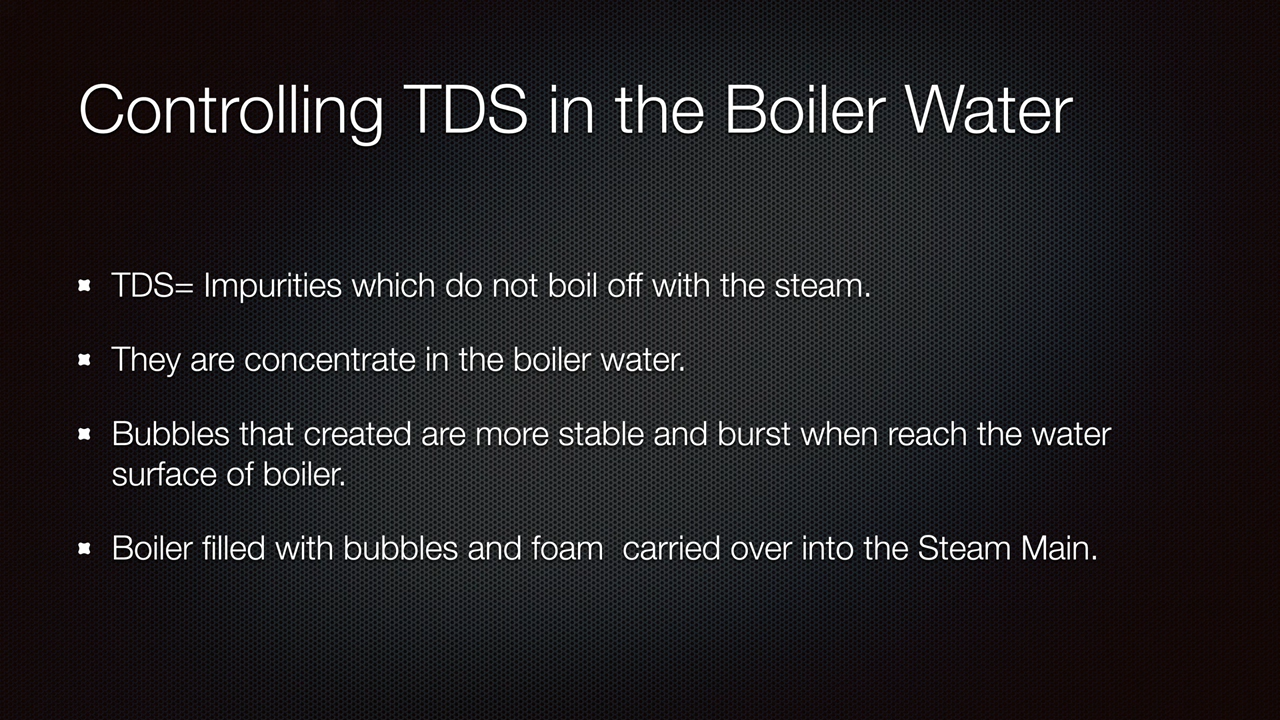 Controlling TDS in the Boiler Water
TDS= Impurities which do not boil off with the steam.
They are concentrate in the boiler water.
Bubbles that created are more stable and burst when reach the water
surface of boiler.
Boiler filled with bubbles and foam  carried over into the Steam Main.